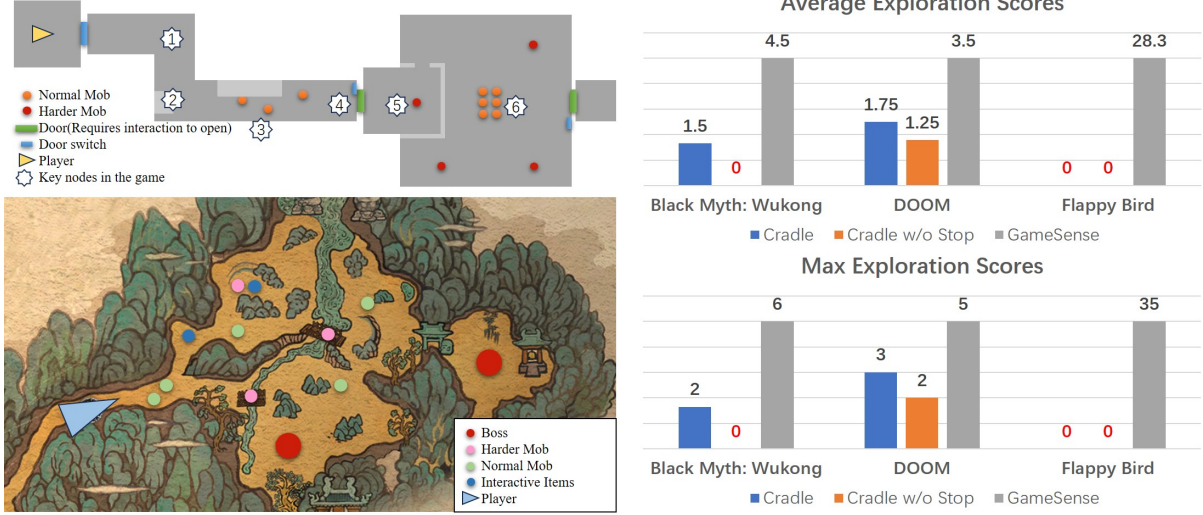 1
2
3
4
5
6
Normal Mob
Harder Mob
Door(Requires interaction to open)
Door switch
Player
Key nodes in the game
Boss
Harder Mob
Normal Mob
Interactive Items
Player
Average Exploration Scores
4.5
3.5
28.3
1.75
1.5
1.25
0
0
0
Black Myth: Wukong
DOOM
Flappy Bird
Cradle
Cradle w/o Stop
GameSense
Max Exploration Scores
6
5
35
3
2
2
0
0
0
Black Myth: Wukong
DOOM
Flappy Bird
Cradle
Cradle w/o Stop
GameSense